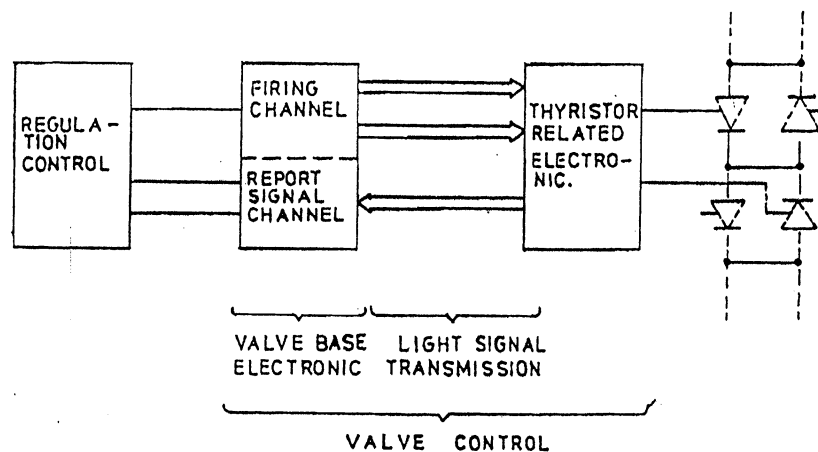 REGULA-
TION
CONTROL
FIRING
CHANNEL
REPORT
SIGNAL
CHANNEL
THYRISTOR
RELATED
ELECTRO-
NIC.
VALVE BASE
ELECTRONIC
LIGHT SIGNAL
TRANSMISSION
VALVE CONTROL